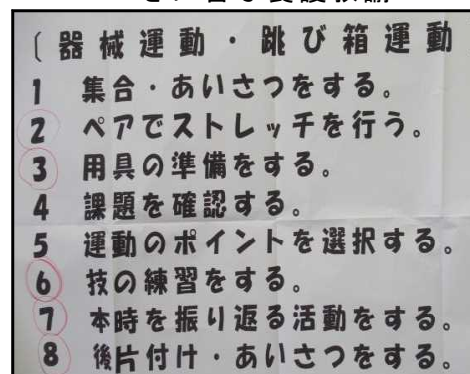 〔器械運動・跳び箱運動
1 集合・あいさつをする。
2 ペアでストレッチを行う。
3 用具の準備をする。
4 課題を確認する。
5 運動のポイントを選択する。
6 技の練習をする。
7 本時を振り返る活動をする。
8 後片付け・あいさつをする。